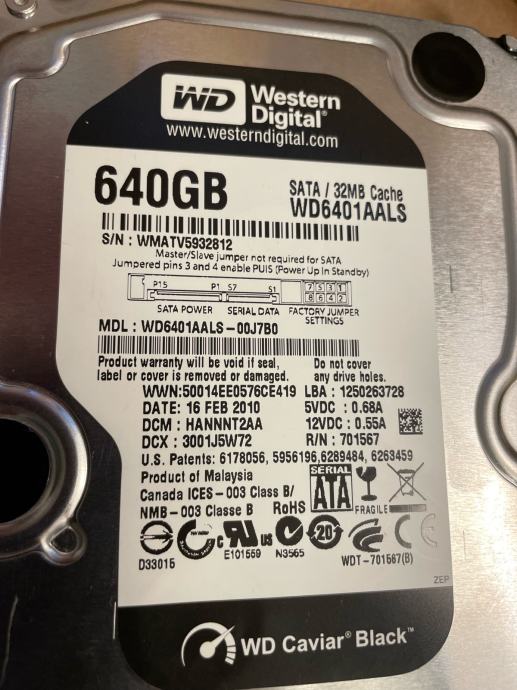 WD Western
Digital®
www.westerndigital.com
640GB
SATA / 32MB Cache
WD6401AALS
S/N : WMATV5932812
Master/Slave jumper not required for SATA
Jumpered pins 3 and 4 enable PUIS (Power Up In Standby)
P15 P1 S7 S1 7 5 3 1
8 6 4 2
SATA POWER SERIAL DATA FACTORY JUMPER
SETTINGS
MDL : WD6401AALS-00J7B0
Product warranty will be void if seal, Do not cover
label or cover is removed or damaged. any drive holes.
WWN:50014EE0576CE419 LBA : 1250263728
DATE: 16 FEB 2010 5VDC : 0.68A
DCM : HANNNT2AA 12VDC : 0.55A
DCX : 3001J5W72 R/N : 701567
U.S. Patents: 6178056, 5956196,6289484, 6263459
Product of Malaysia
Canada ICES-003 Class B/
NMB-003 Classe B RoHS
SERIAL
ATA
FRAGILE
c UR us 20 CE
D33015 E101559 N3565 WDT-701567(B)
ZEP
WD Caviar® Black™